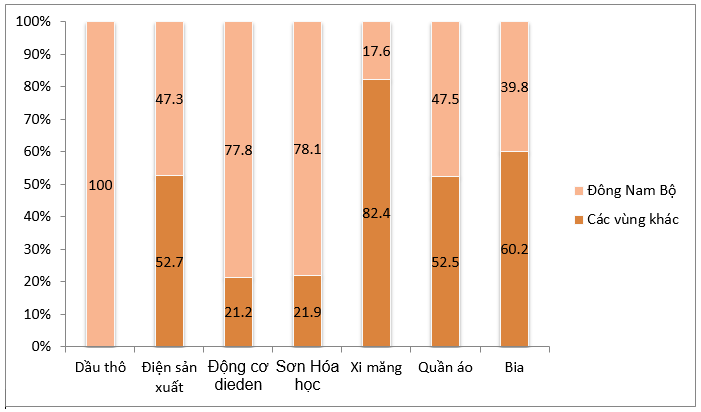 100%
90%
80%
70%
60%
50%
40%
30%
20%
10%
0%
100
47.3
52.7
77.8
21.2
78.1
21.9
17.6
82.4
47.5
52.5
39.8
60.2
Dầu thô
Điện sản
xuất
Động cơ
dieden
Sơn Hóa
học
Xi măng
Quần áo
Bia
Đông Nam Bộ
Các vùng khác